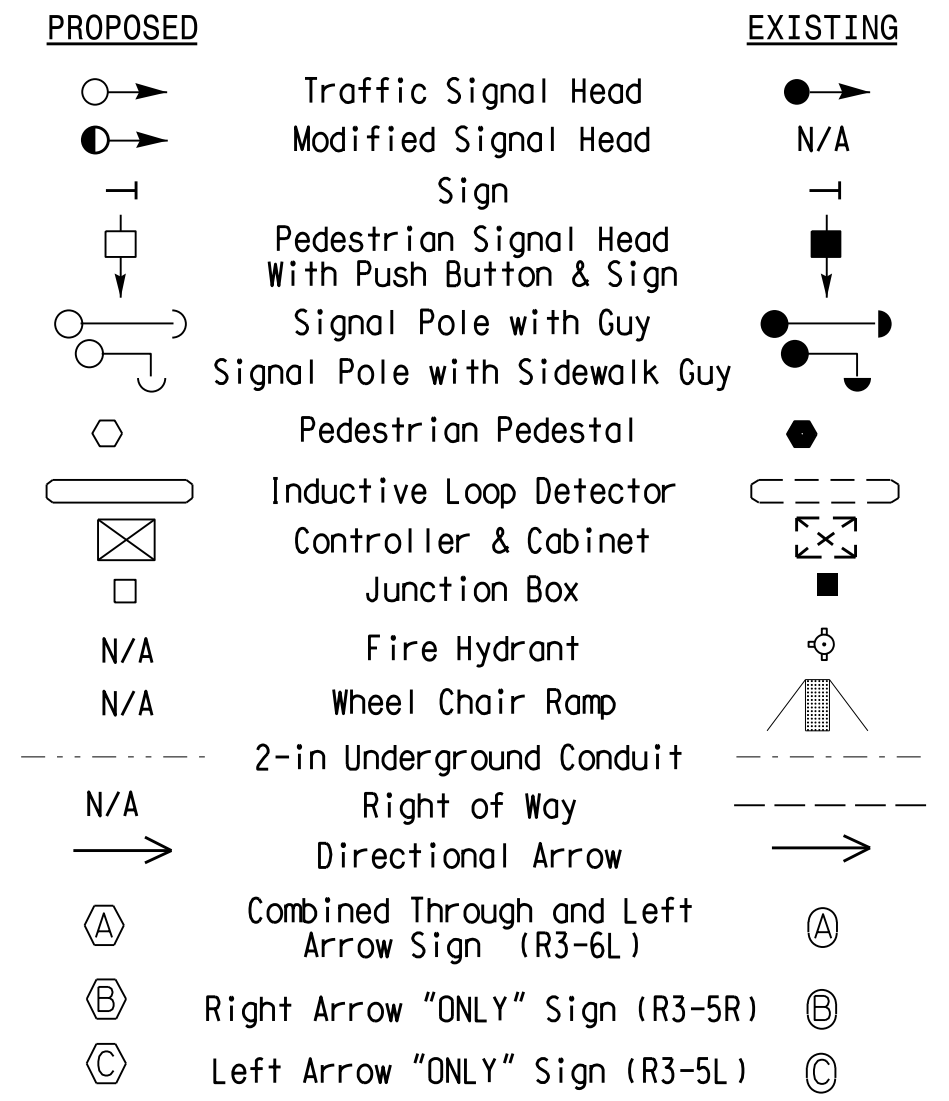 PROPOSED EXISTING
Traffic Signal Head
Modified Signal Head N/A
Sign
Pedestrian Signal Head
With Push Button & Sign
Signal Pole with Guy
Signal Pole with Sidewalk Guy
Pedestrian Pedestal
Inductive Loop Detector
Controller & Cabinet
Junction Box
N/A Fire Hydrant
N/A Wheel Chair Ramp
2-in Underground Conduit
N/A Right of Way
Directional Arrow
A Combined Through and Left A
Arrow Sign (R3-6L)
B Right Arrow "ONLY" Sign (R3-5R) B
C Left Arrow "ONLY" Sign (R3-5L) C